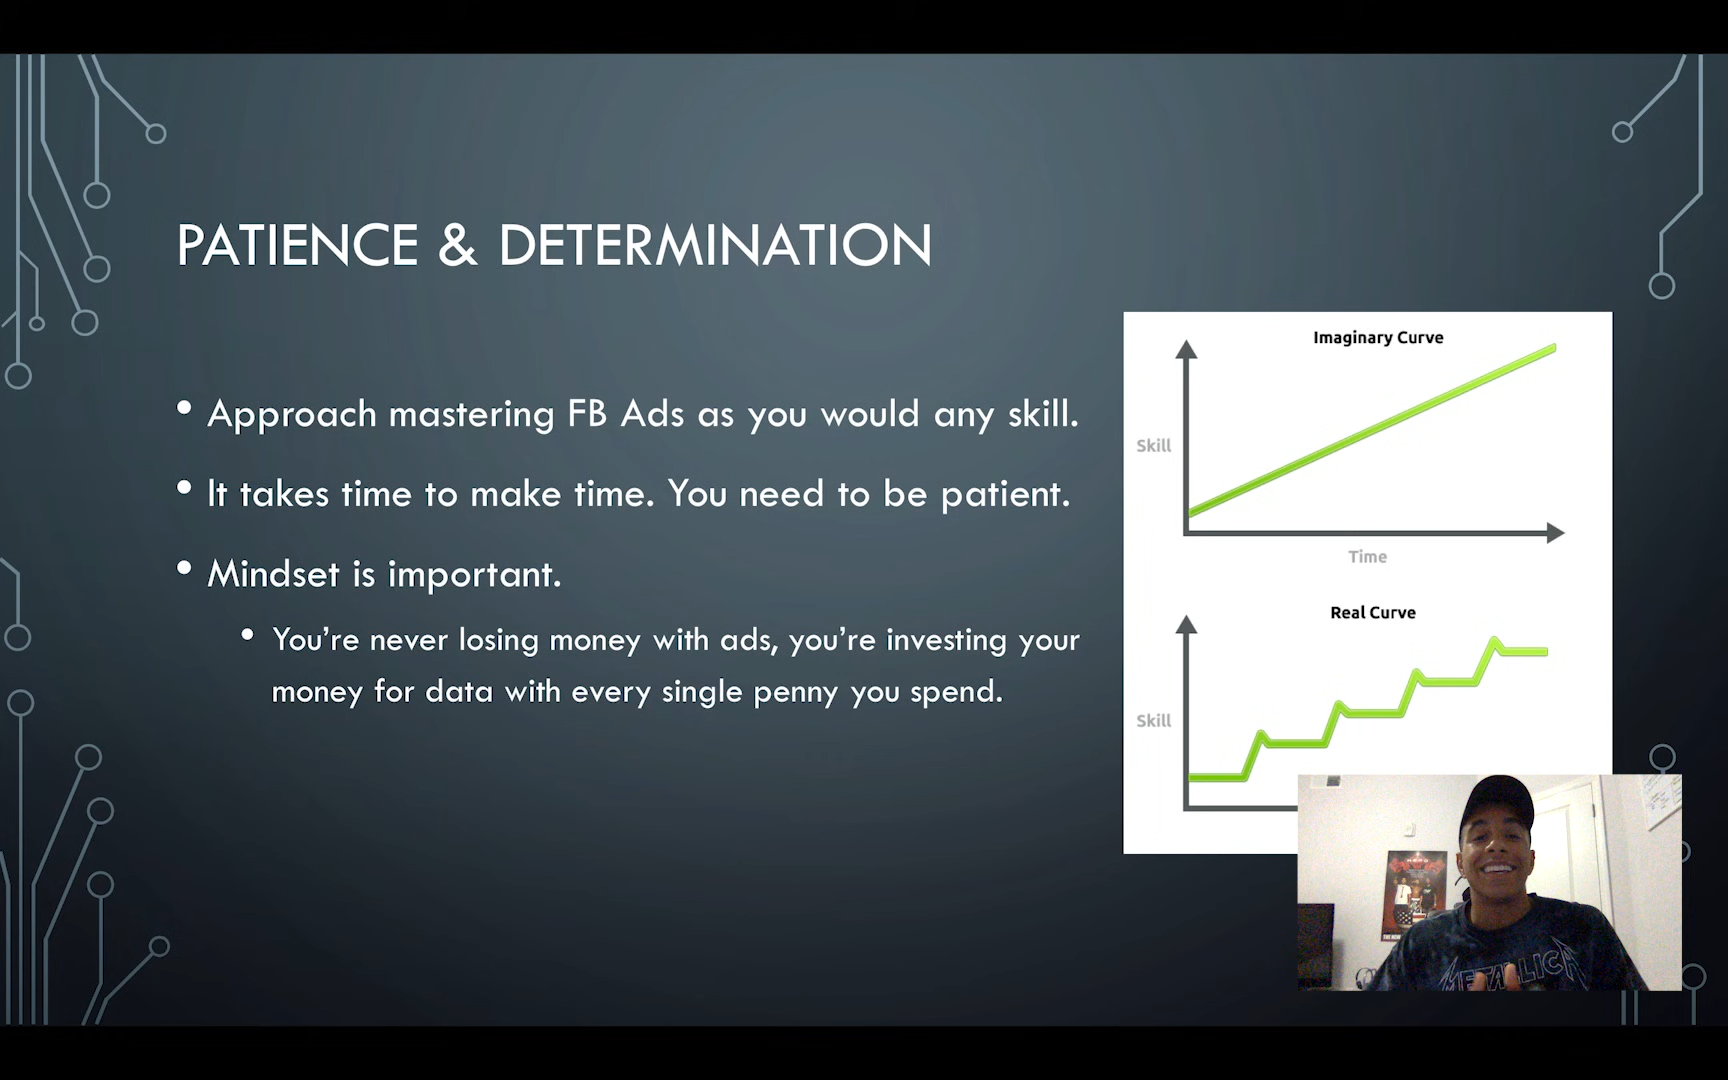 PATIENCE & DETERMINATION
• Approach mastering FB Ads as you would any skill.
• It takes time to make time. You need to be patient.
• Mindset is important.
• You’re never losing money with ads, you’re investing your
money for data with every single penny you spend.
Imaginary Curve
Skill
Time
Real Curve
Skill
METALLICA